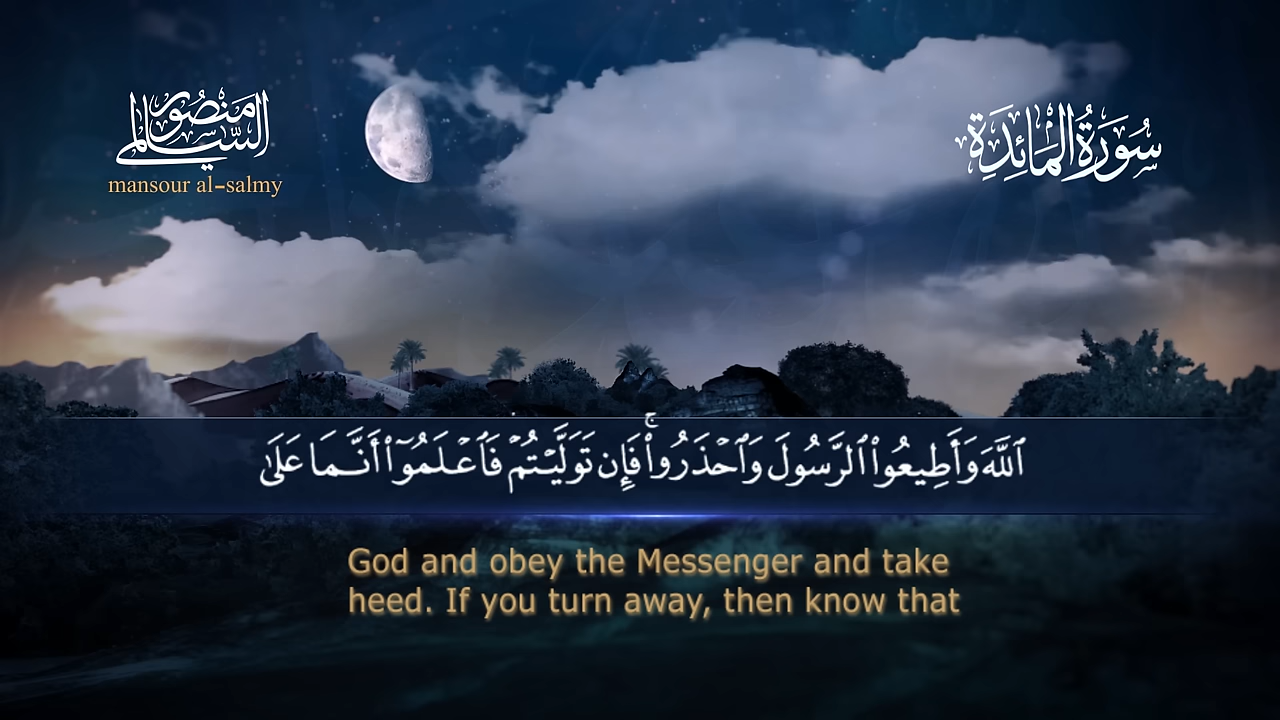 منصور السالمي
mansour al-salmy
سُورَةُ الْمَائِدَةِ
ٱللَّهَ وَأَطِيعُوا۟ ٱلرَّسُولَ وَٱحْذَرُوا۟ۚ فَإِن تَوَلَّيْتُمْ فَٱعْلَمُوٓا۟ أَنَّمَا عَلَىٰ
God and obey the Messenger and take
heed. If you turn away, then know that